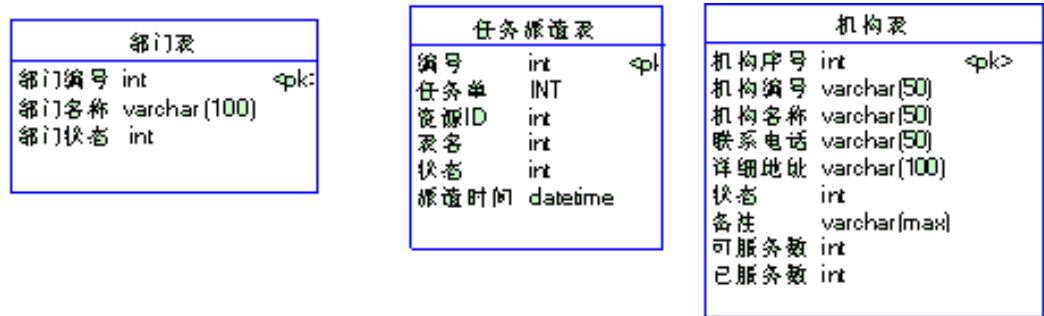 部门表
部门编号 int <pk>
部门名称 varchar(100)
部门状态 int
任务派遣表
编号 int <pk
任务单 INT
资源ID int
表名 int
状态 int
派遣时间 datetime
机构表
机构序号 int <pk>
机构编号 varchar(50)
机构名称 varchar(50)
联系电话 varchar(50)
详细地址 varchar(100)
状态 int
备注 varchar(max)
可服务数 int
已服务数 int